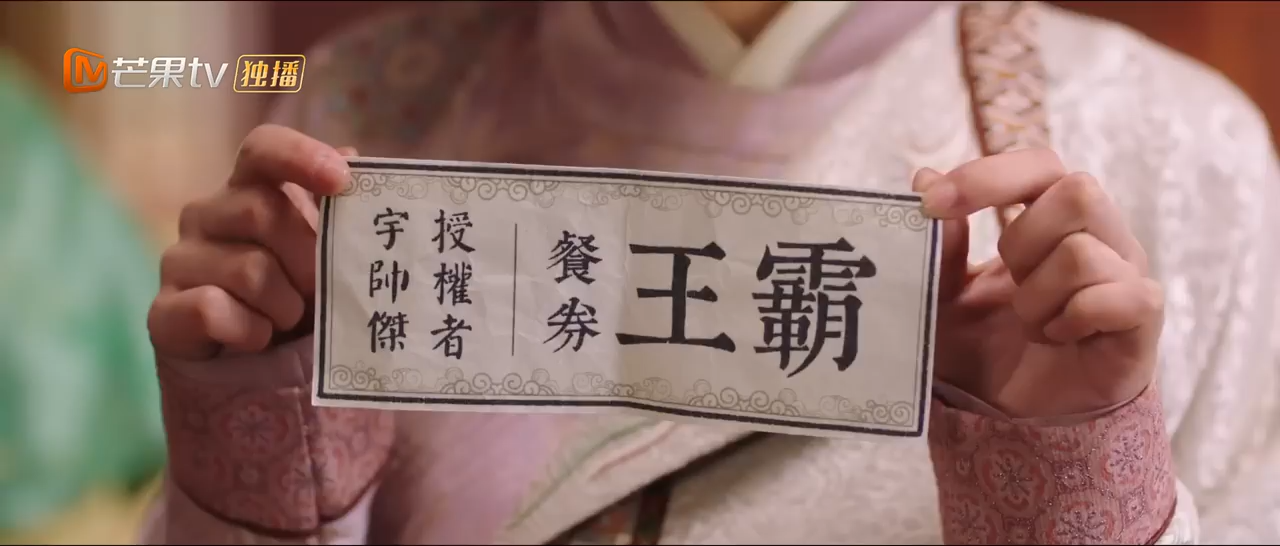 芒果tv 独播
霸王
餐券
授權者
宇帥傑